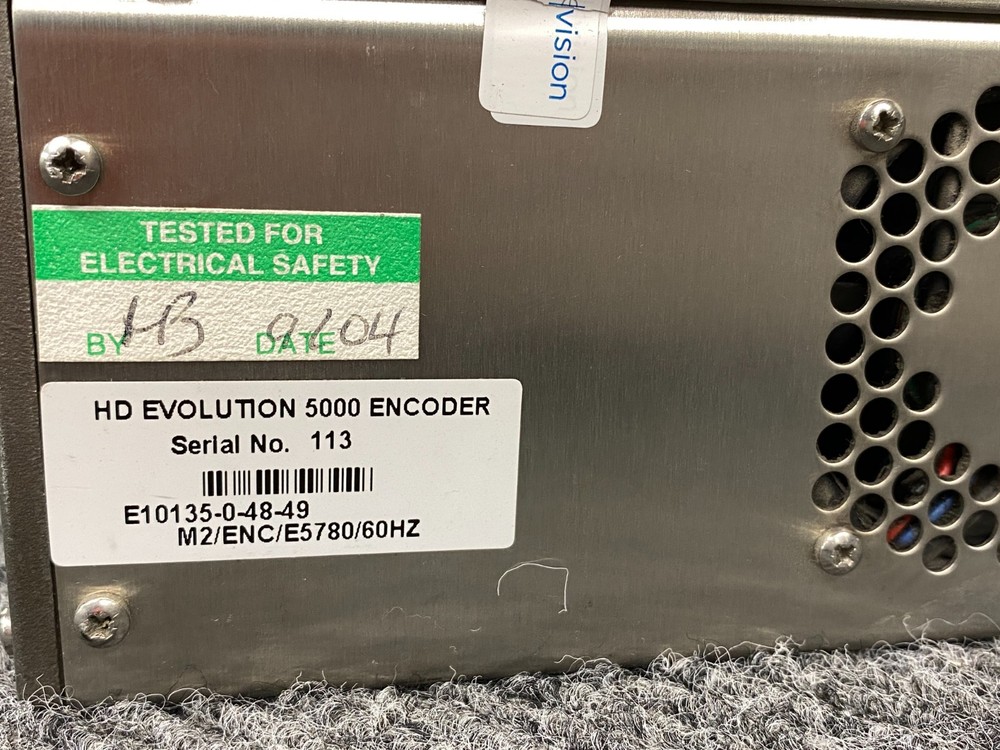 vision
TESTED FOR
ELECTRICAL SAFETY
BY HB DATE 9/04
HD EVOLUTION 5000 ENCODER
Serial No. 113
E10135-0-48-49
M2/ENC/E5780/60HZ